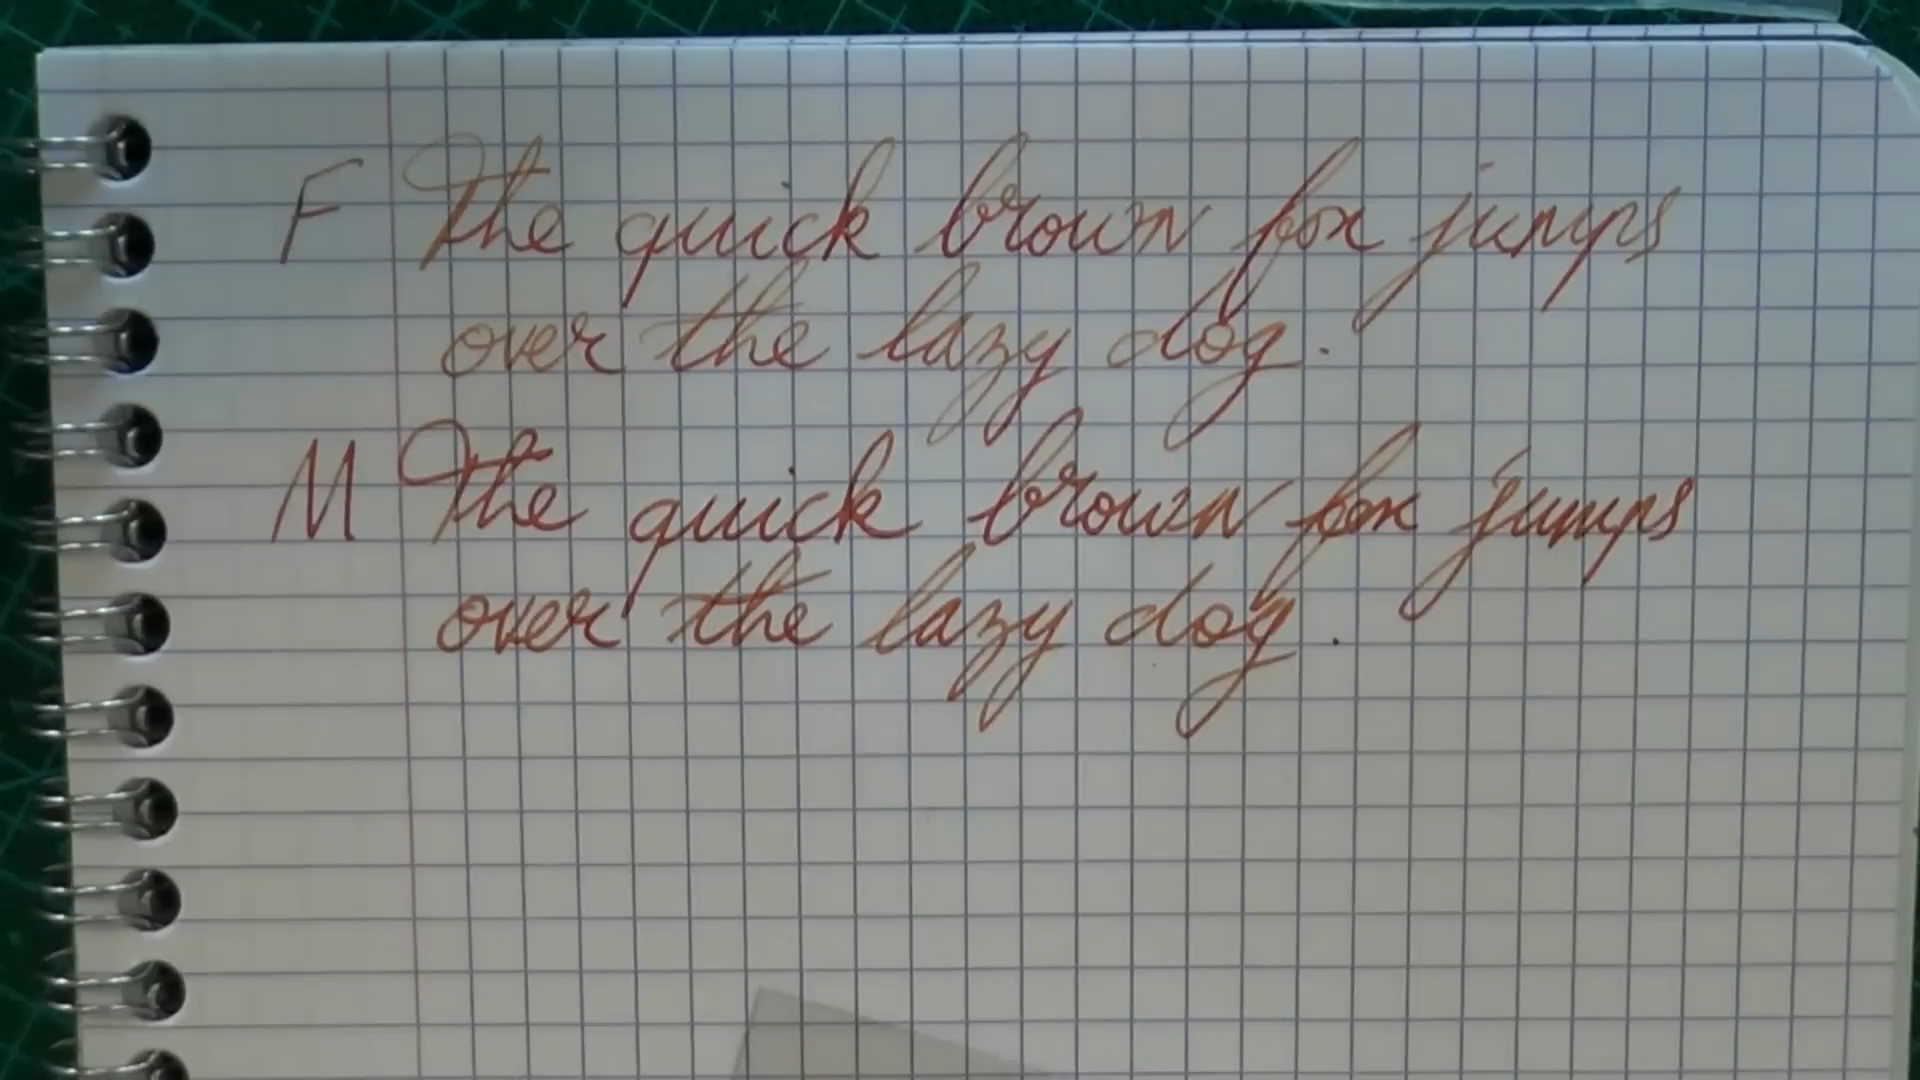 F The quick brown fox jumps
over the lazy dog.
M The quick brown fox jumps
over the lazy dog.